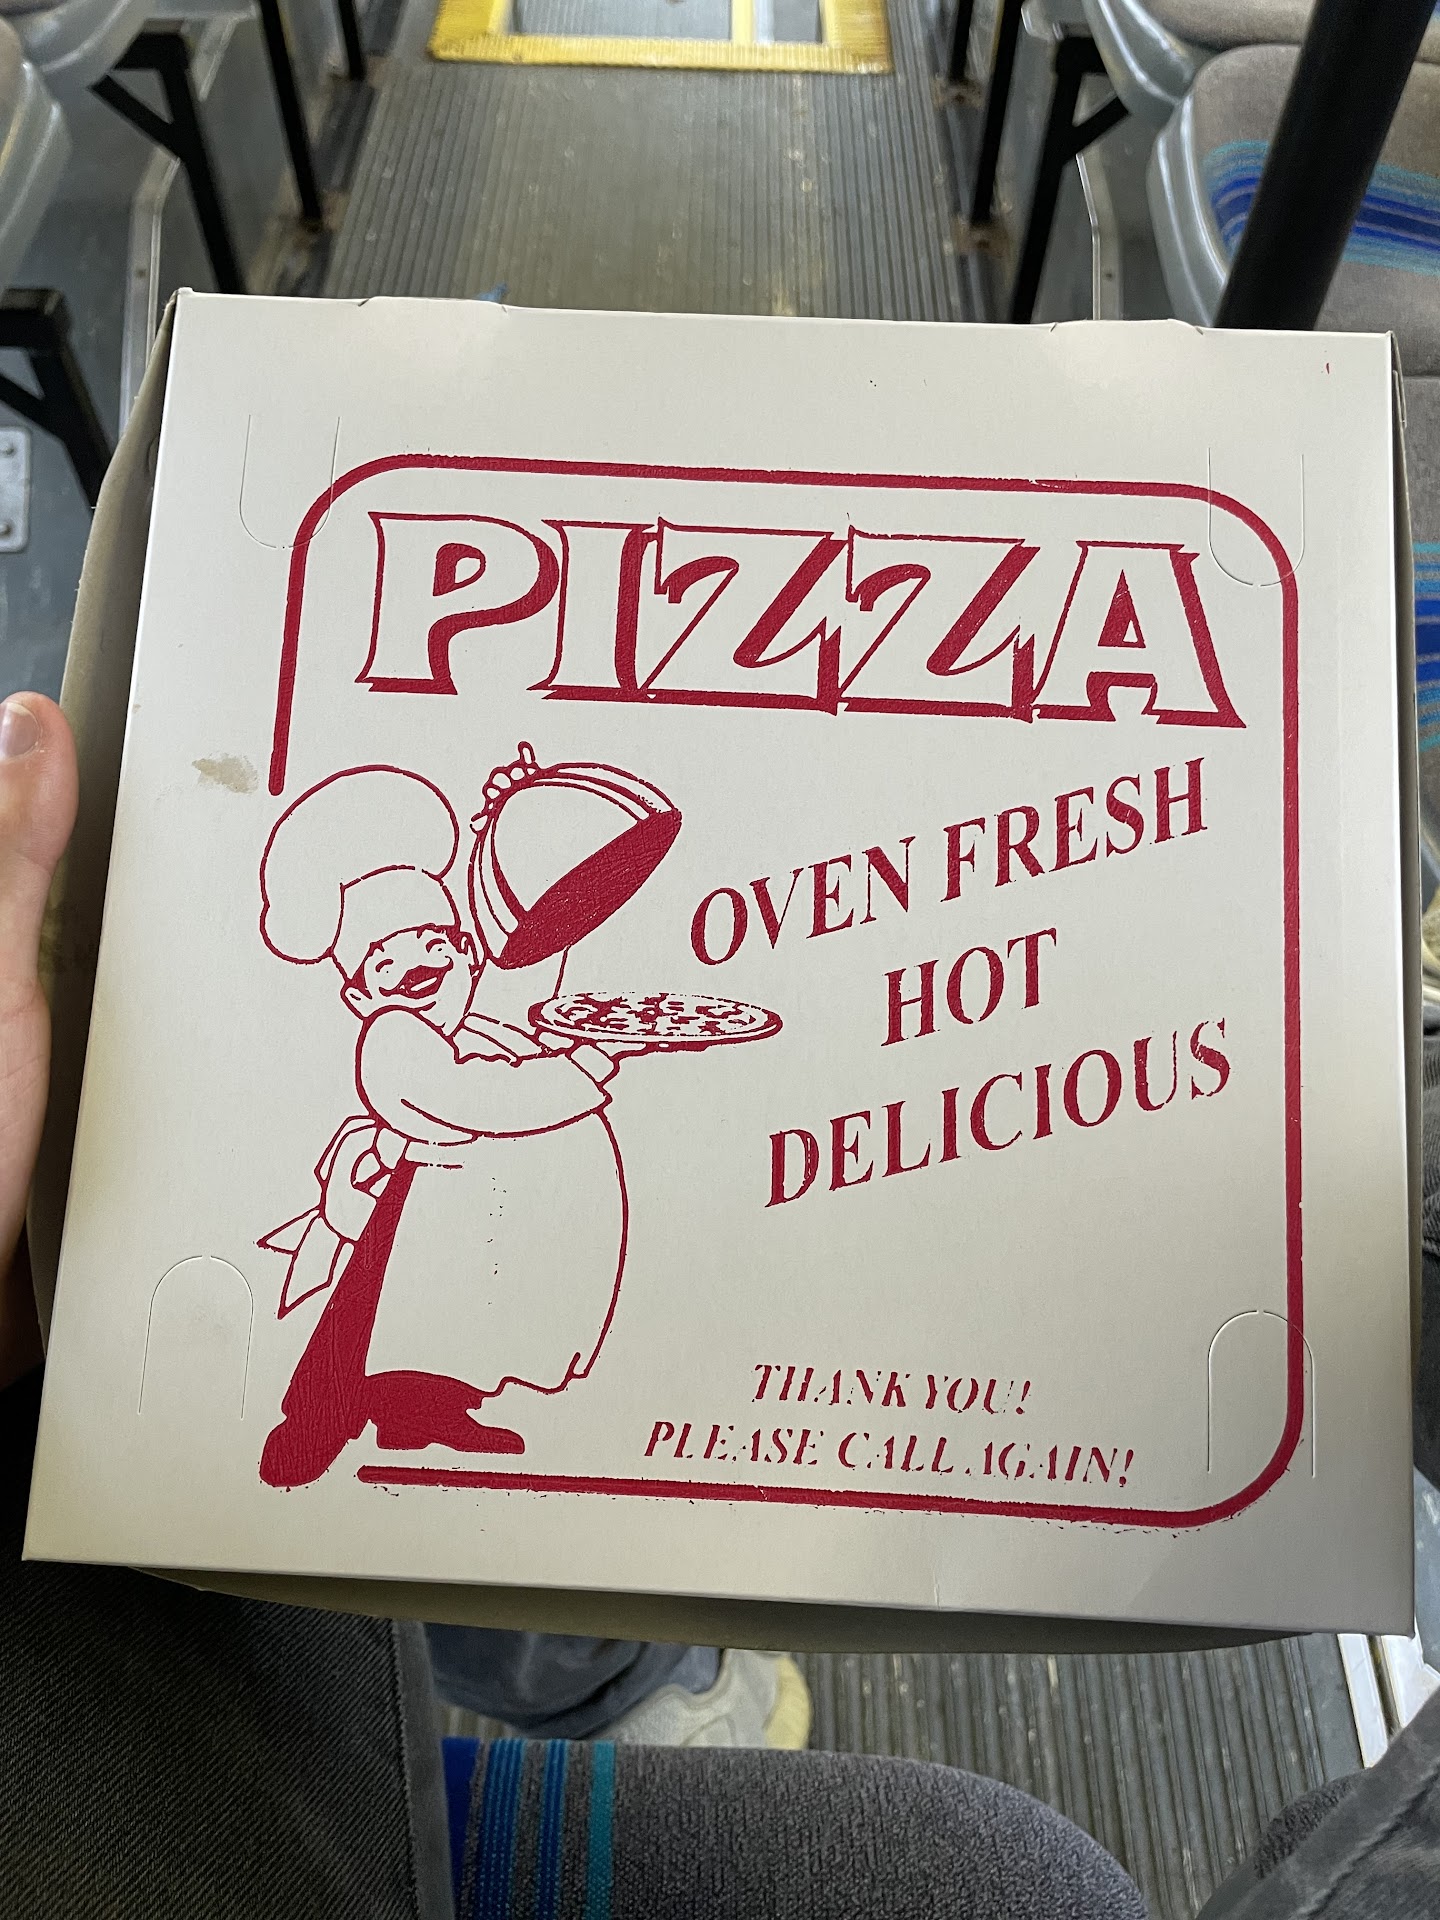 PIZZA
OVEN FRESH
HOT
DELICIOUS
THANK YOU!
PLEASE CALL AGAIN!